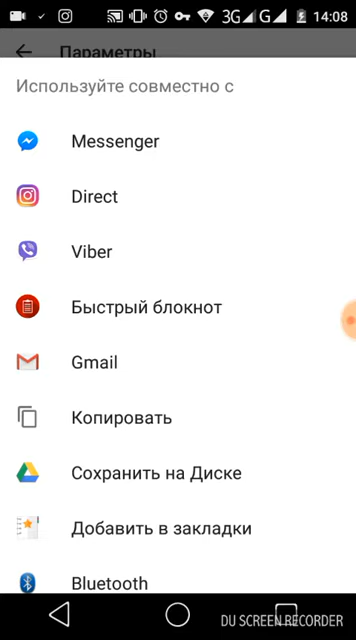 3G G 14:08
Параметры
Используйте совместно с
Messenger
Direct
Viber
Быстрый блокнот
Gmail
Копировать
Сохранить на Диске
Добавить в закладки
Bluetooth
DU SCREEN RECORDER